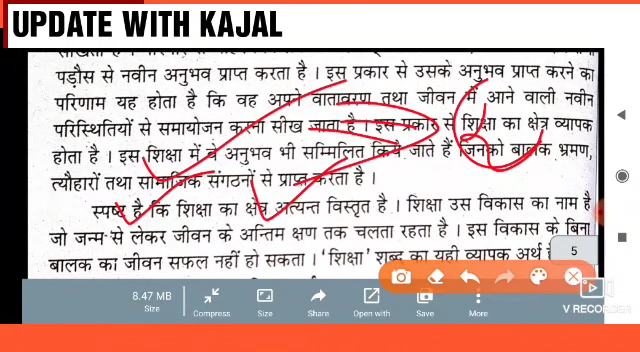 UPDATE WITH KAJAL
पड़ौस से नवीन अनुभव प्राप्त करता है । इस प्रकार से उसके अनुभव प्राप्त करने का
परिणाम यह होता है कि वह अपने वातावरण तथा जीवन में आने वाली नवीन
परिस्थितियों से समायोजन करना सीख जाता है । इस प्रकार से शिक्षा का क्षेत्र व्यापक
होता है । इस शिक्षा में वे अनुभव भी सम्मिलित किये जाते हैं जिनको बालक भ्रमण,
त्यौहारों तथा सामाजिक संगठनों से प्राप्त करता है ।
स्पष्ट है कि शिक्षा का क्षेत्र अत्यन्त विस्तृत है । शिक्षा उस विकास का नाम है
जो जन्म से लेकर जीवन के अन्तिम क्षण तक चलता रहता है । इस विकास के बिना
बालक का जीवन सफल नहीं हो सकता । 'शिक्षा' शब्द का यही व्यापक अर्थ है
5
8.47 MB
Size
Compress
Size
Share
Open with
Save
More
V RECORDER